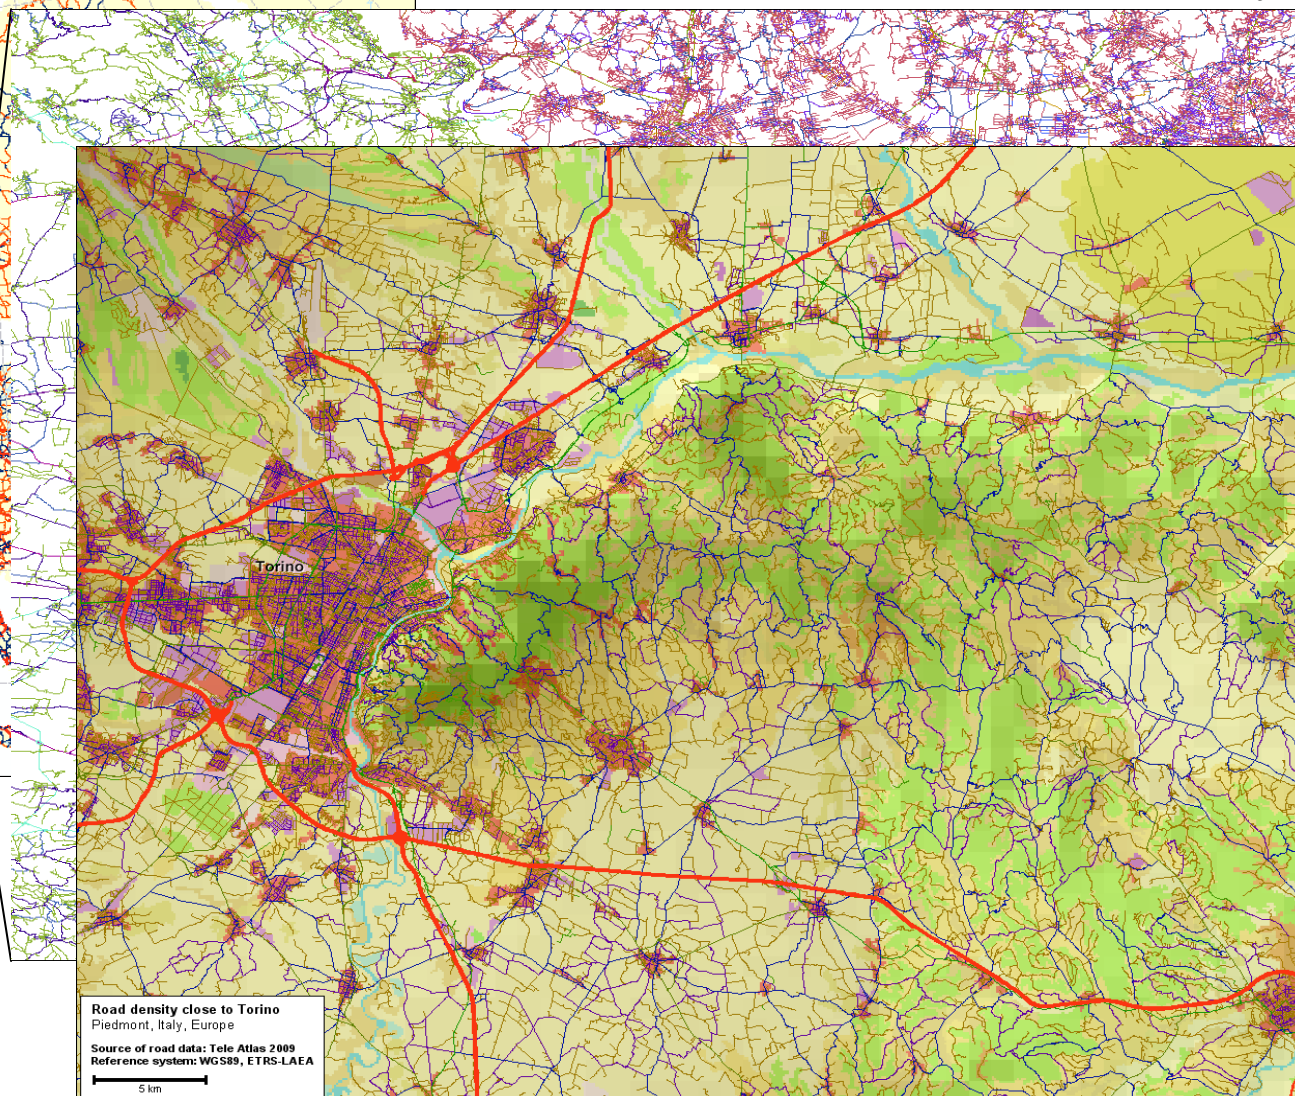 Torino
Road density close to Torino
Piedmont, Italy, Europe
Source of road data: Tele Atlas 2009
Reference system: WGS89, ETRS-LAEA
5 km